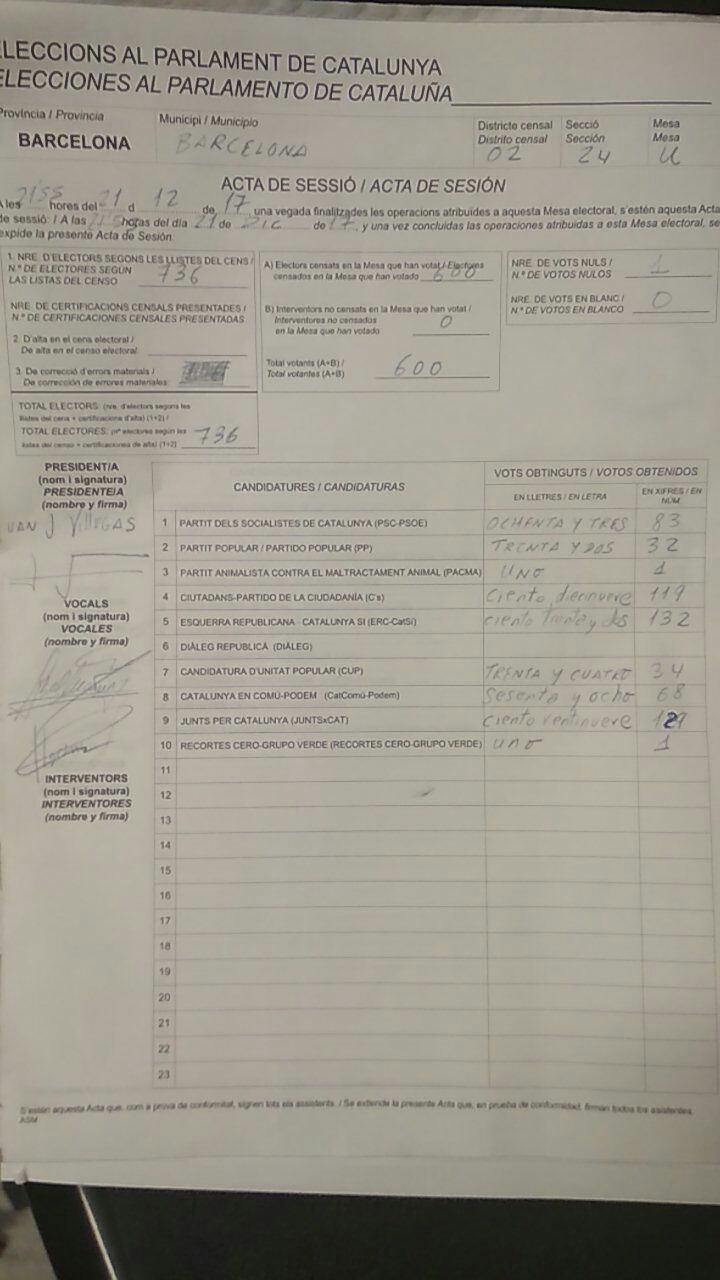 ELECCIONS AL PARLAMENT DE CATALUNYA
ELECCIONES AL PARLAMENTO DE CATALUÑA
Provincia / Provincia
BARCELONA
Municipi / Municipio
BARCELONA
Districte censal
Distrito censal
02
Secció
Sección
24
Mesa
Mesa
U
ACTA DE SESSIÓ / ACTA DE SESIÓN
A les hores del 21 d 12 de 17, una vegada finalitzades les operacions atribuïdes a aquesta Mesa electoral, s'estén aquesta Acta
de sessió: / A las horas del día 21 de DIC de 17, y una vez concluidas las operaciones atribuidas a esta Mesa electoral, se
expide la presente Acta de Sesión
1. NRE. D'ELECTORS SEGONS LES LLISTES DEL CENS /
N.º DE ELECTORES SEGÚN
LAS LISTAS DEL CENSO 736
NRE. DE CERTIFICACIONS CENSALS PRESENTADES /
N.º DE CERTIFICACIONES CENSALES PRESENTADAS
2. D'alta en el cens electoral /
De alta en el censo electoral:
3. De correcció d'errors materials /
De corrección de errores materiales:
TOTAL ELECTORS: (nre. d'electors segons les
llistes del cens + certificacions d'alta) (1+2) /
TOTAL ELECTORES: (nº electores según las
listas del censo + certificaciones de alta) (1+2) 736
A) Electors censats en la Mesa que han votat / Electores
censados en la Mesa que han votado 600
B) Interventors no censats en la Mesa que han votat /
Interventores no censados
en la Mesa que han votado 0
Total votants (A+B) /
Total votantes (A+B) 600
NRE. DE VOTS NULS /
N.º DE VOTOS NULOS 1
NRE. DE VOTS EN BLANC /
N.º DE VOTOS EN BLANCO 0
PRESIDENT/A
(nom i signatura)
PRESIDENTE/A
(nombre y firma)
UAN J VILLEGAS
VOCALS
(nom i signatura)
VOCALES
(nombre y firma)
INTERVENTORS
(nom i signatura)
INTERVENTORES
(nombre y firma)
CANDIDATURES / CANDIDATURAS
VOTS OBTINGUTS / VOTOS OBTENIDOS
EN LLETRES / EN LETRA
EN XIFRES / EN NÚM.
1 PARTIT DELS SOCIALISTES DE CATALUNYA (PSC-PSOE) OCHENTA Y TRES 83
2 PARTIT POPULAR / PARTIDO POPULAR (PP) TRENTA Y DOS 32
3 PARTIT ANIMALISTA CONTRA EL MALTRACTAMENT ANIMAL (PACMA) UNO 1
4 CIUTADANS-PARTIDO DE LA CIUDADANÍA (C's) Ciento diecinueve 119
5 ESQUERRA REPUBLICANA - CATALUNYA SÍ (ERC-CatSí) ciento treinta y dos 132
6 DIÀLEG REPUBLICÀ (DIÀLEG)
7 CANDIDATURA D'UNITAT POPULAR (CUP) TRENTA Y CUATRO 34
8 CATALUNYA EN COMÚ-PODEM (CatComú-Podem) Sesenta y ocho 68
9 JUNTS PER CATALUNYA (JUNTSxCAT) Ciento ventinueve 129
10 RECORTES CERO-GRUPO VERDE (RECORTES CERO-GRUPO VERDE) UNO 1
11
12
13
14
15
16
17
18
19
20
21
22
23
S'estén aquesta Acta que, com a prova de conformitat, signen tots els assistents. / Se extiende la presente Acta que, en prueba de conformidad, firman todos los asistentes.